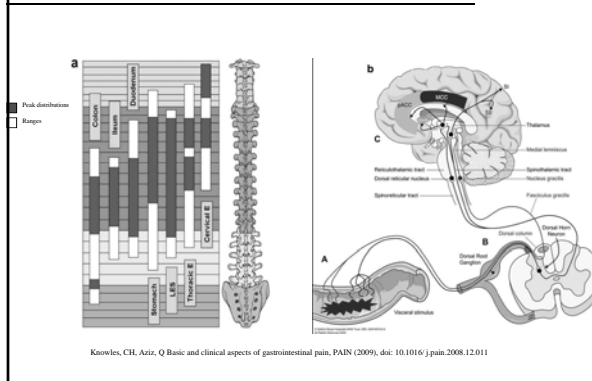 a
Peak distributions
Ranges
Colon
Ileum
Duodenum
Stomach
LES
Thoracic E
Cervical E
b
MCC
pACC
SI
C
Thalamus
Medial lemniscus
Reticulothalamic tract
Spinothalamic tract
Dorsal reticular nucleus
Nucleus gracilis
Spinoreticular tract
Fasciculus gracilis
Dorsal column
Dorsal Horn
Neuron
A
B
Dorsal Root
Ganglion
Visceral stimulus
Knowles, CH, Aziz, Q Basic and clinical aspects of gastrointestinal pain, PAIN (2009), doi: 10.1016/ j.pain.2008.12.011